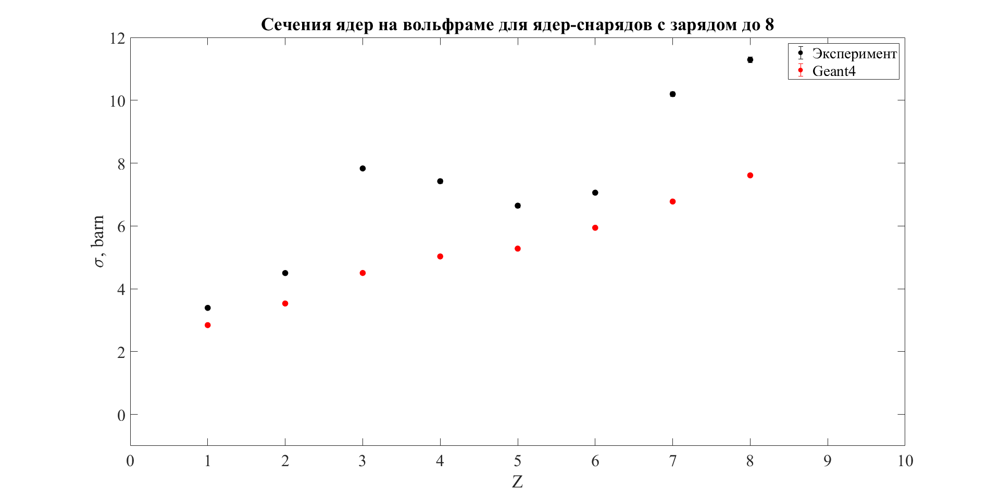 Сечения ядер на вольфраме для ядер-снарядов с зарядом до 8
12
10
8
6
4
2
0
σ, barn
Эксперимент
Geant4
0 1 2 3 4 5 6 7 8 9 10
Z